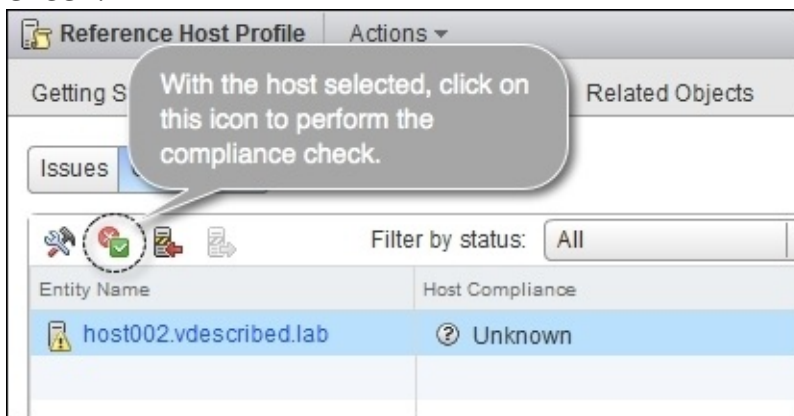 Reference Host Profile Actions
Getting S Related Objects
With the host selected, click on
this icon to perform the
compliance check.
Issues
Filter by status: All
Entity Name Host Compliance
host002.vdescribed.lab Unknown